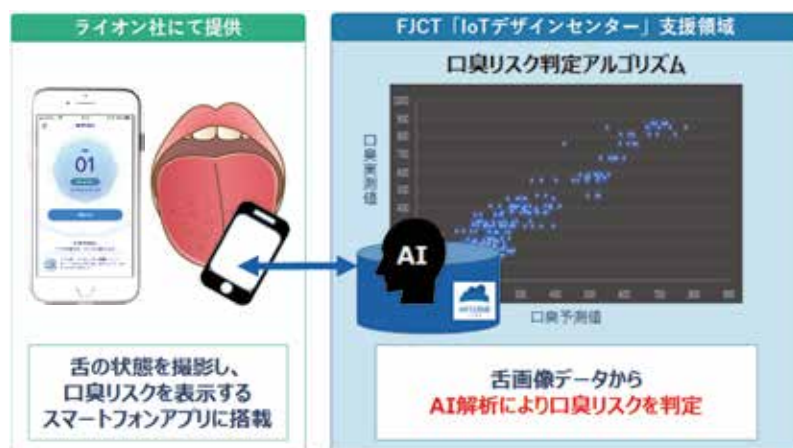 ライオン社にて提供
FJCT「IoTデザインセンター」支援領域
口臭リスク判定アルゴリズム
口臭実測値
01
AI
口臭予測値
舌の状態を撮影し、
口臭リスクを表示する
スマートフォンアプリに搭載
舌画像データから
AI解析により口臭リスクを判定